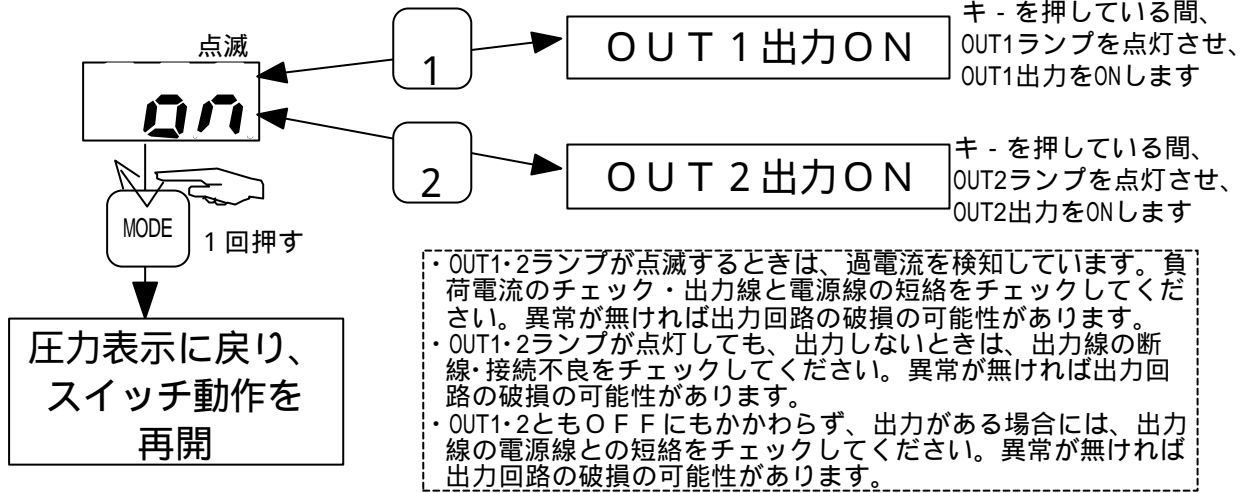 点滅
on
1
OUT1出力ON
キ-を押している間、
OUT1ランプを点灯させ、
OUT1出力をONします
2
OUT2出力ON
キ-を押している間、
OUT2ランプを点灯させ、
OUT2出力をONします
MODE
1回押す
圧力表示に戻り、
スイッチ動作を
再開
・OUT1・2ランプが点滅するときは、過電流を検知しています。負
荷電流のチェック・出力線と電源線の短絡をチェックしてくだ
さい。異常が無ければ出力回路の破損の可能性があります。
・OUT1・2ランプが点灯しても、出力しないときは、出力線の断
線・接続不良をチェックしてください。異常が無ければ出力回
路の破損の可能性があります。
・OUT1・2ともOFFにもかかわらず、出力がある場合には、出力
線の電源線との短絡をチェックしてください。異常が無ければ
出力回路の破損の可能性があります。